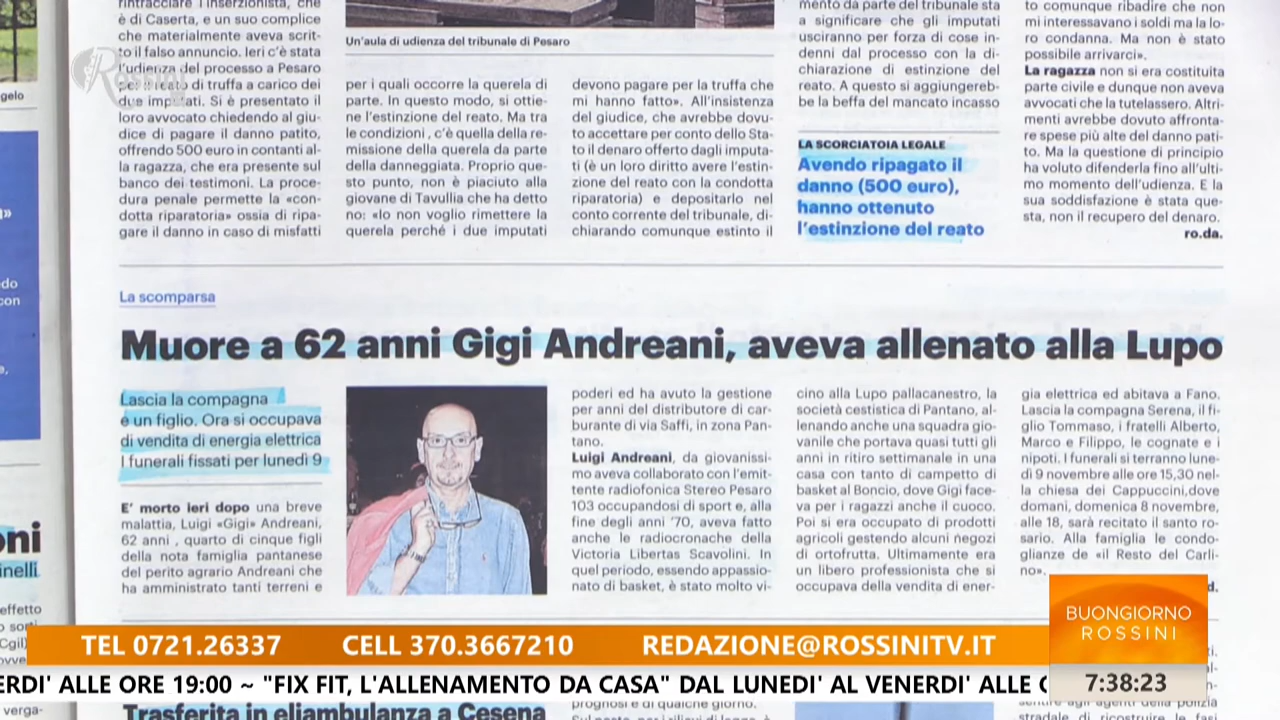 rintracciare l'inserzionista, che
è di Caserta, e un suo complice
che materialmente aveva scrit-
to il falso annuncio. Ieri c'è stata
l'udienza del processo a Pesaro
per il reato di truffa a carico dei
due imputati. Si è presentato il
loro avvocato chiedendo al giu-
dice di pagare il danno patito,
offrendo 500 euro in contanti al-
la ragazza, che era presente sul
banco dei testimoni. La proce-
dura penale permette la «con-
dotta riparatoria» ossia di ripa-
gare il danno in caso di misfatti
Un'aula di udienza del tribunale di Pesaro
per i quali occorre la querela di
parte. In questo modo, si ottie-
ne l'estinzione del reato. Ma tra
le condizioni , c'è quella della re-
missione della querela da parte
della danneggiata. Proprio que-
sto punto, non è piaciuto alla
giovane di Tavullia che ha detto
no: «Io non voglio rimettere la
querela perché i due imputati
devono pagare per la truffa che
mi hanno fatto». All'insistenza
del giudice, che avrebbe dovu-
to accettare per conto dello Sta-
to il denaro offerto dagli imputa-
ti (è un loro diritto avere l'estin-
zione del reato con la condotta
riparatoria) e depositarlo nel
conto corrente del tribunale, di-
chiarando comunque estinto il
mento da parte del tribunale sta
a significare che gli imputati
usciranno per forza di cose in-
denni dal processo con la di-
chiarazione di estinzione del
reato. A questo si aggiungereb-
be la beffa del mancato incasso
LA SCORCIATOIA LEGALE
Avendo ripagato il
danno (500 euro),
hanno ottenuto
l'estinzione del reato
to comunque ribadire che non
mi interessavano i soldi ma la lo-
ro condanna. Ma non è stato
possibile arrivarci».
La ragazza non si era costituita
parte civile e dunque non aveva
avvocati che la tutelassero. Altri-
menti avrebbe dovuto affronta-
re spese più alte del danno pati-
to. Ma la questione di principio
ha voluto difenderla fino all'ulti-
mo momento dell'udienza. E la
sua soddisfazione è stata que-
sta, non il recupero del denaro.
ro.da.
Rossini
gelo
La scomparsa
Muore a 62 anni Gigi Andreani, aveva allenato alla Lupo
Lascia la compagna
é un figlio. Ora si occupava
di vendita di energia elettrica
I funerali fissati per lunedì 9
E' morto ieri dopo una breve
malattia, Luigi «Gigi» Andreani,
62 anni , quarto di cinque figli
della nota famiglia pantanese
del perito agrario Andreani che
ha amministrato tanti terreni e
poderi ed ha avuto la gestione
per anni del distributore di car-
burante di via Saffi, in zona Pan-
tano.
Luigi Andreani, da giovanissi-
mo aveva collaborato con l'emit-
tente radiofonica Stereo Pesaro
103 occupandosi di sport e, alla
fine degli anni '70, aveva fatto
anche le radiocronache della
Victoria Libertas Scavolini. In
quel periodo, essendo appassio-
nato di basket, è stato molto vi-
cino alla Lupo pallacanestro, la
società cestistica di Pantano, al-
lenando anche una squadra gio-
vanile che portava quasi tutti gli
anni in ritiro settimanale in una
casa con tanto di campetto di
basket al Boncio, dove Gigi face-
va per i ragazzi anche il cuoco.
Poi si era occupato di prodotti
agricoli gestendo alcuni negozi
di ortofrutta. Ultimamente era
un libero professionista che si
occupava della vendita di ener-
gia elettrica ed abitava a Fano.
Lascia la compagna Serena, il fi-
glio Tommaso, i fratelli Alberto,
Marco e Filippo, le cognate e i
nipoti. I funerali si terranno lune-
dì 9 novembre alle ore 15,30 nel-
la chiesa dei Cappuccini,dove
domani, domenica 8 novembre,
alle 18, sarà recitato il santo ro-
sario. Alla famiglia le condo-
glianze de «il Resto del Carli-
no».
d.
oni
inelli
effetto
Cgil)
verga-
TEL 0721.26337 CELL 370.3667210 REDAZIONE@ROSSINITV.IT
BUONGIORNO
ROSSINI
7:38:23
ERDI' ALLE ORE 19:00 ~ "FIX FIT, L'ALLENAMENTO DA CASA" DAL LUNEDI' AL VENERDI' ALLE
Trasferita in eliambulanza a Cesena
prognosi e di qualche giorno.
stradale di ricostruire le fasi